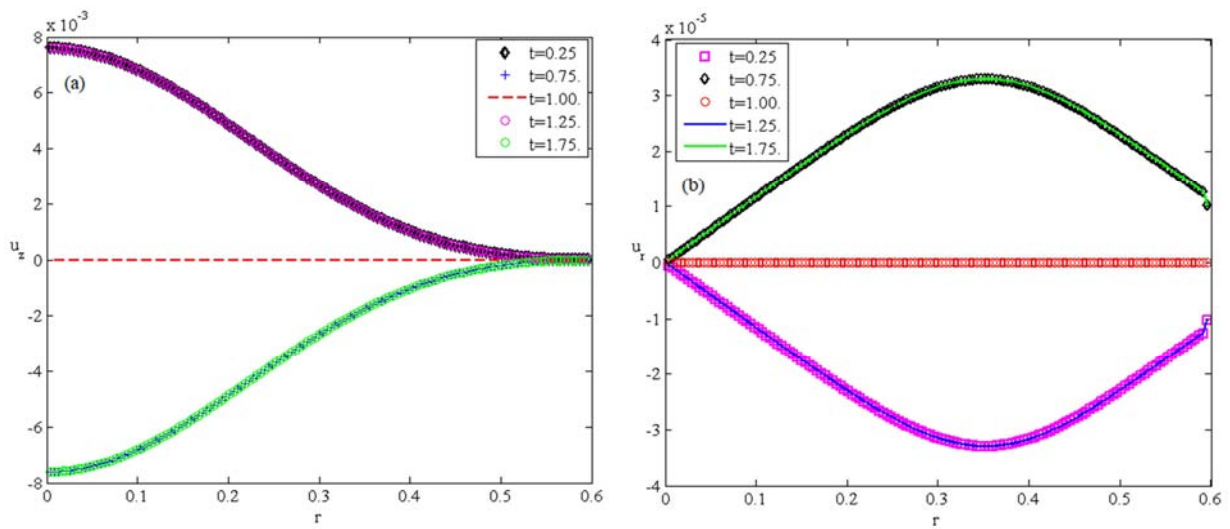 x 10⁻³
8
6
4
2
0
-2
-4
-6
-8
u_z
(a)
t=0.25
t=0.75.
t=1.00.
t=1.25.
t=1.75.
0
0.1
0.2
0.3
0.4
0.5
0.6
r
x 10⁻⁵
4
3
2
1
0
-1
-2
-3
-4
u_r
t=0.25
t=0.75.
t=1.00.
t=1.25.
t=1.75.
(b)
0
0.1
0.2
0.3
0.4
0.5
0.6
r